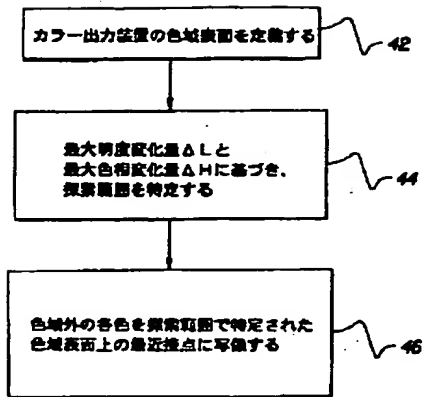 カラー出力装置の色域表面を定義する
42
最大明度変化量ΔLと
最大色相変化量ΔHに基づき、
探索範囲を特定する
44
色域外の各色を探索範囲で特定された
色域表面上の最近接点に写像する
46